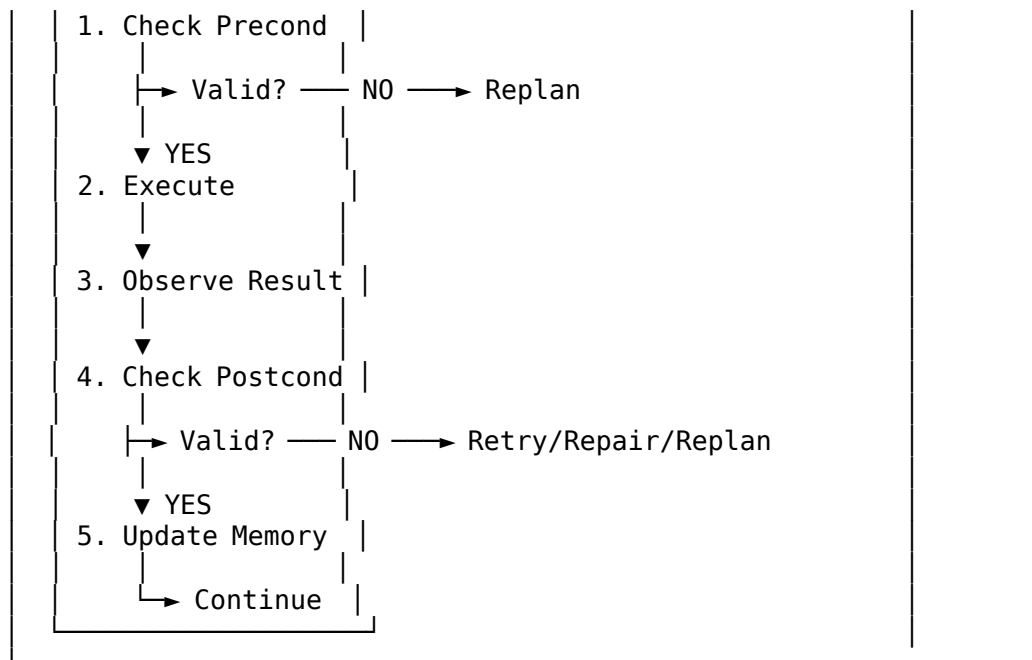 1. Check Precond
Valid? NO Replan
YES
2. Execute
3. Observe Result
4. Check Postcond
Valid? NO Retry/Repair/Replan
YES
5. Update Memory
Continue